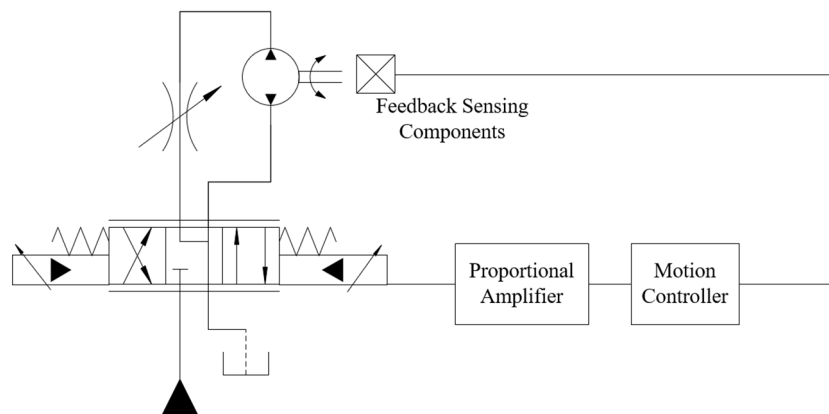 Feedback Sensing
Components
Proportional
Amplifier
Motion
Controller